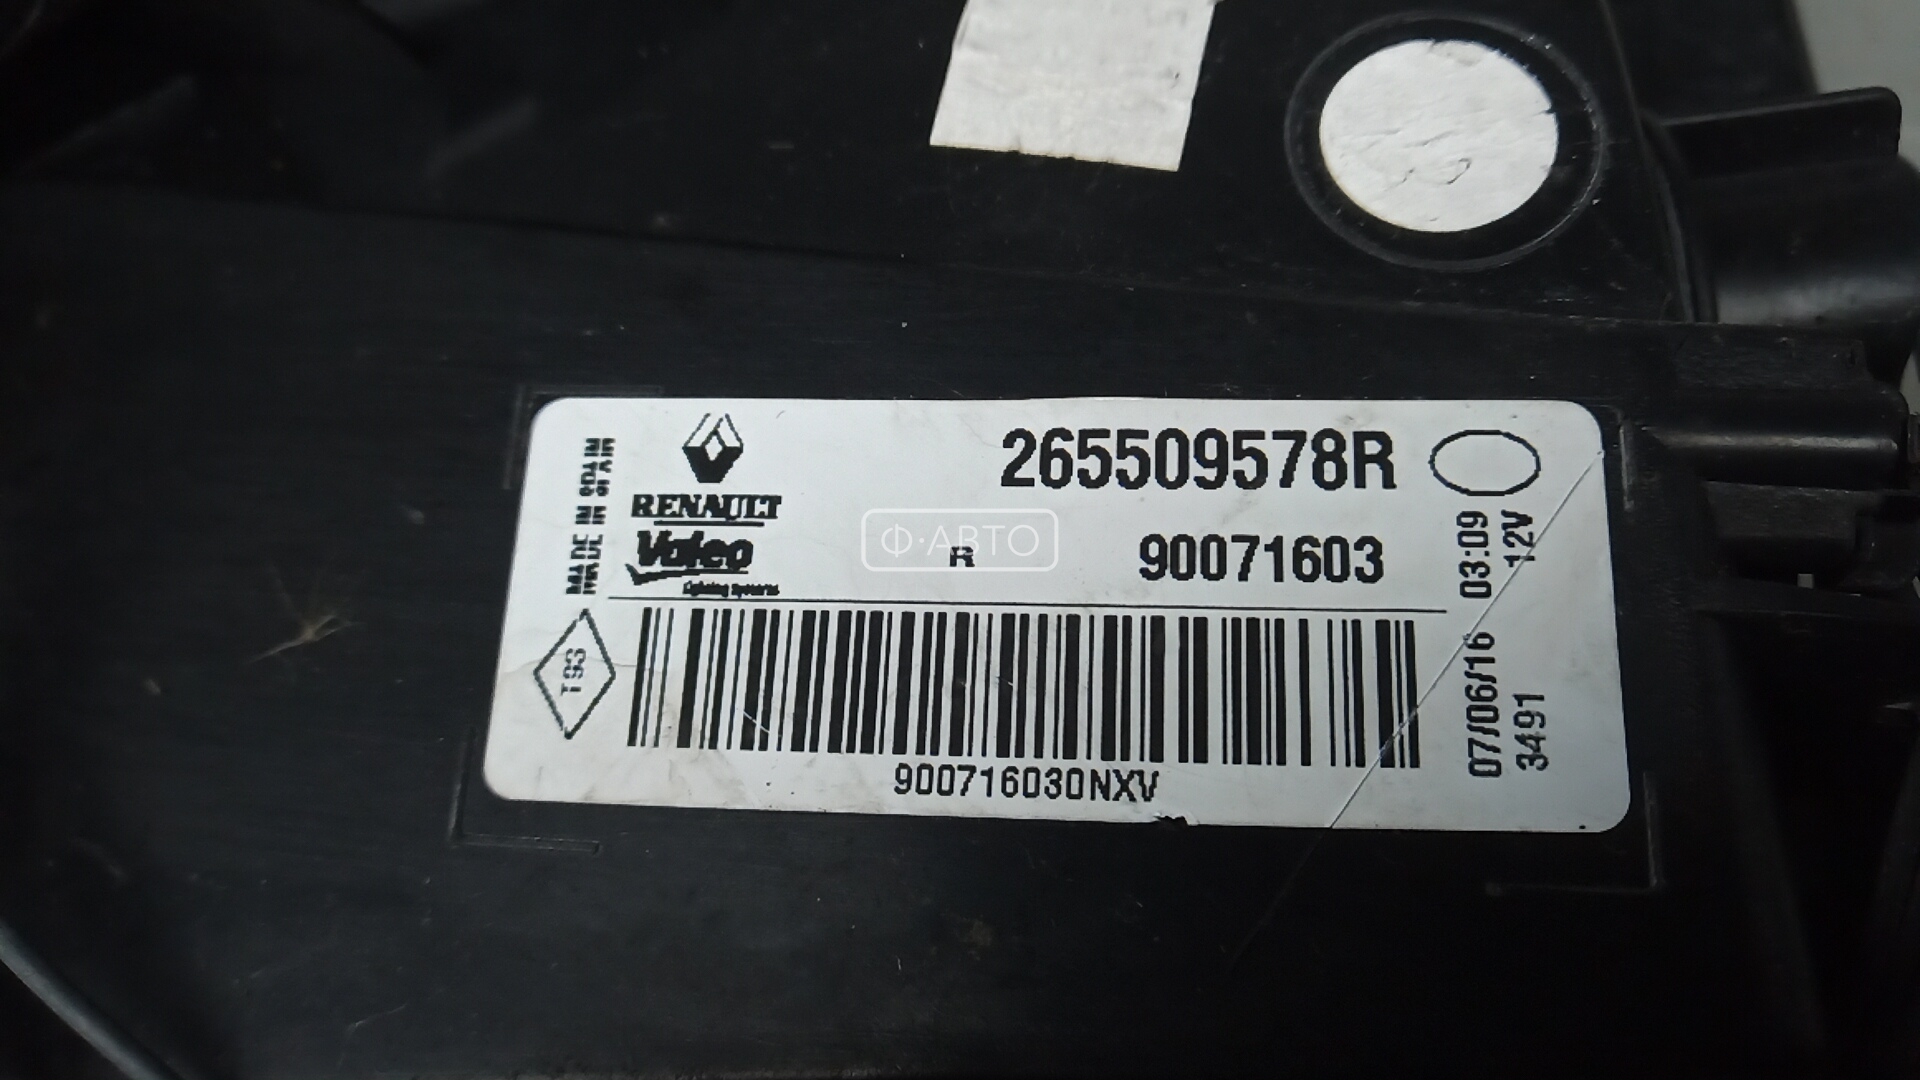 MADE IN SPAIN
RENAULT
265509578R
Valeo
Lighting Systems
Ф·АВТО
R
90071603
03:09
12V
T93
07/06/16
3491
900716030NXV